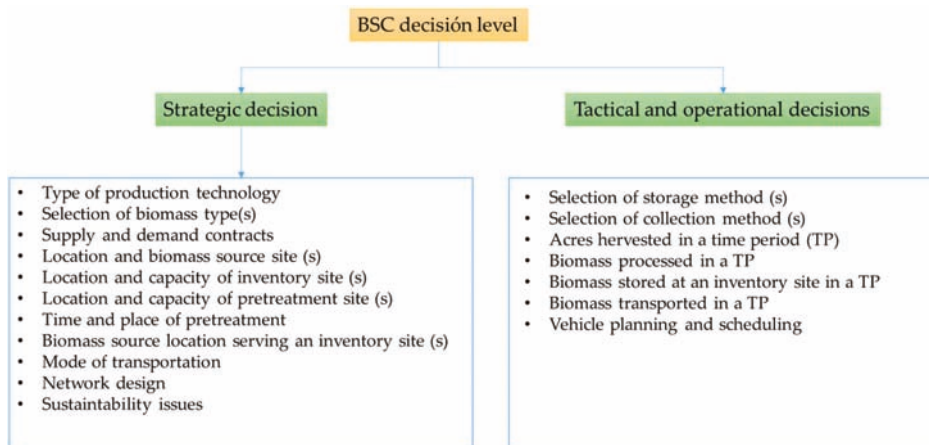 BSC decisión level
Strategic decision
Tactical and operational decisions
• Type of production technology
• Selection of biomass type(s)
• Supply and demand contracts
• Location and biomass source site (s)
• Location and capacity of inventory site (s)
• Location and capacity of pretreatment site (s)
• Time and place of pretreatment
• Biomass source location serving an inventory site (s)
• Mode of transportation
• Network design
• Sustaintability issues
• Selection of storage method (s)
• Selection of collection method (s)
• Acres hervested in a time period (TP)
• Biomass processed in a TP
• Biomass stored at an inventory site in a TP
• Biomass transported in a TP
• Vehicle planning and scheduling